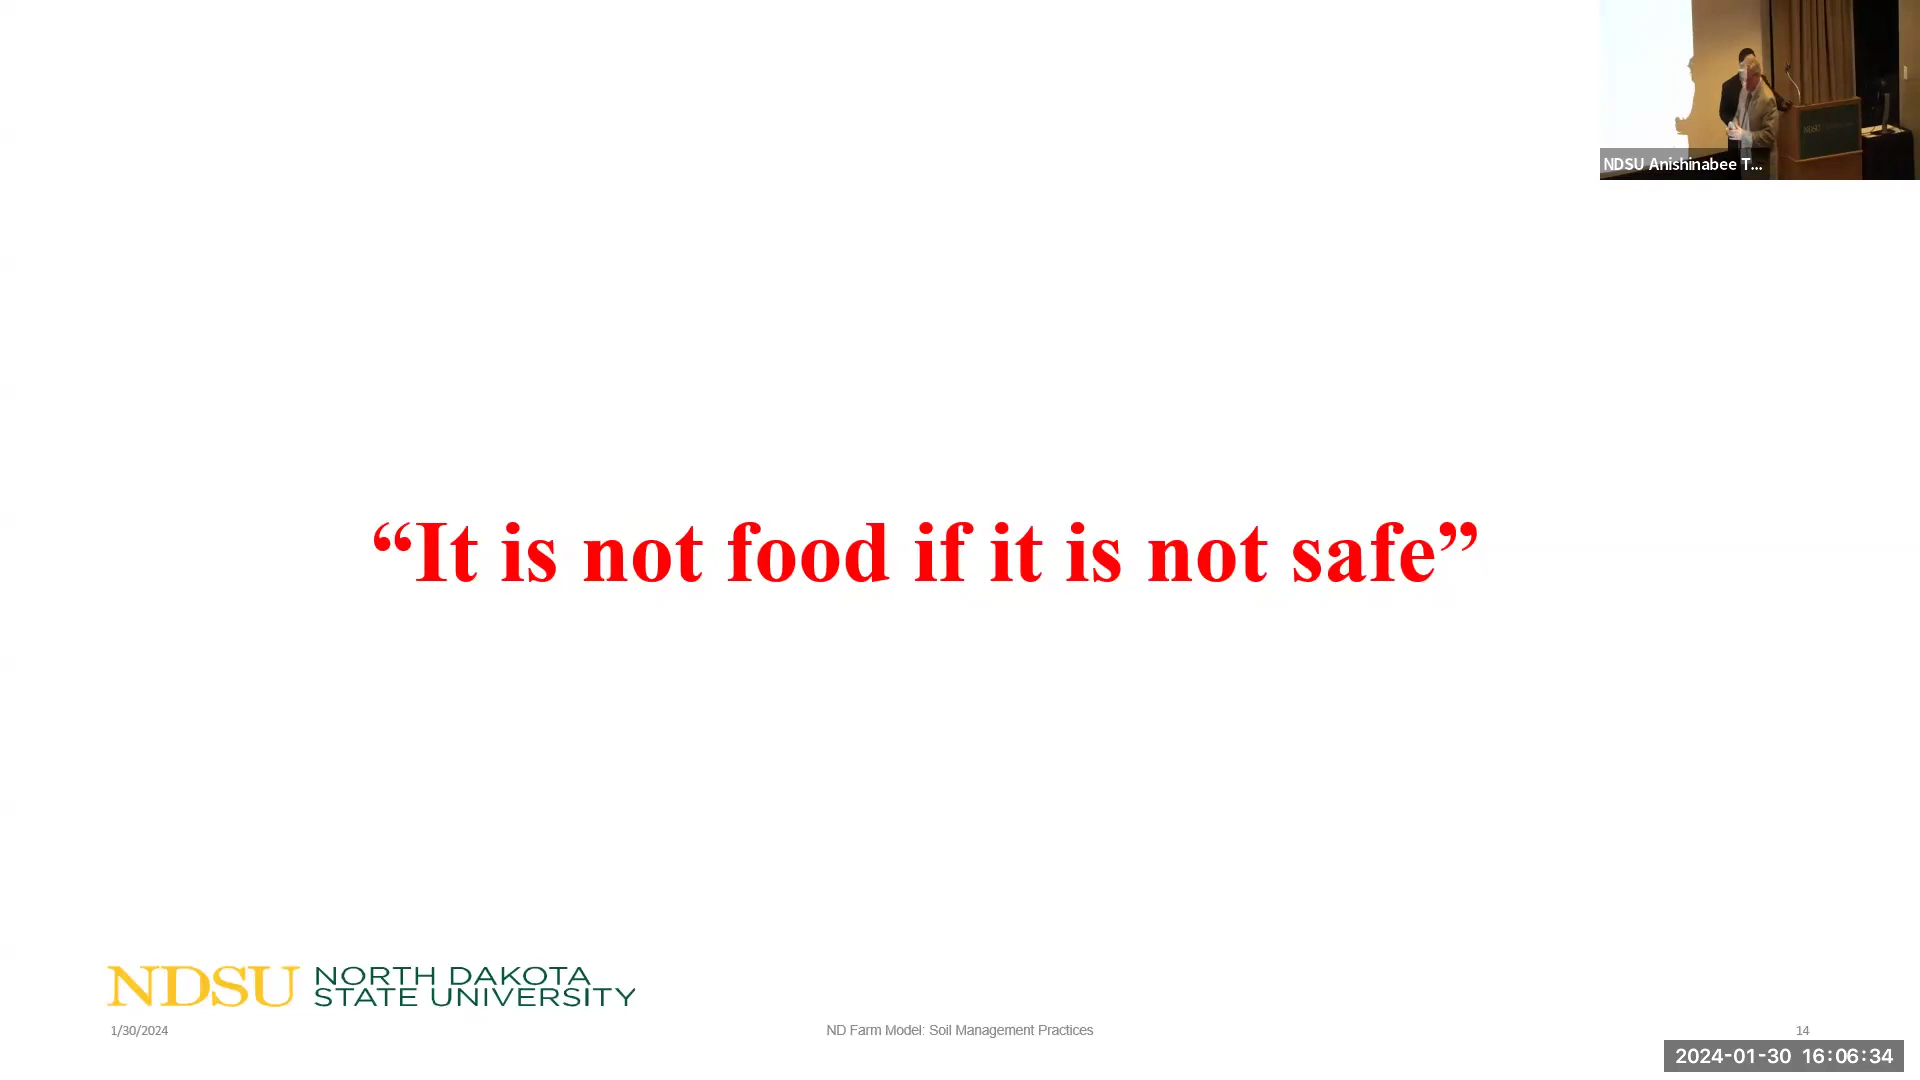 NDSU Anishinabee T...
“It is not food if it is not safe”
NDSU NORTH DAKOTA
STATE UNIVERSITY
1/30/2024
ND Farm Model: Soil Management Practices
14
2024-01-30 16:06:34
NDSU